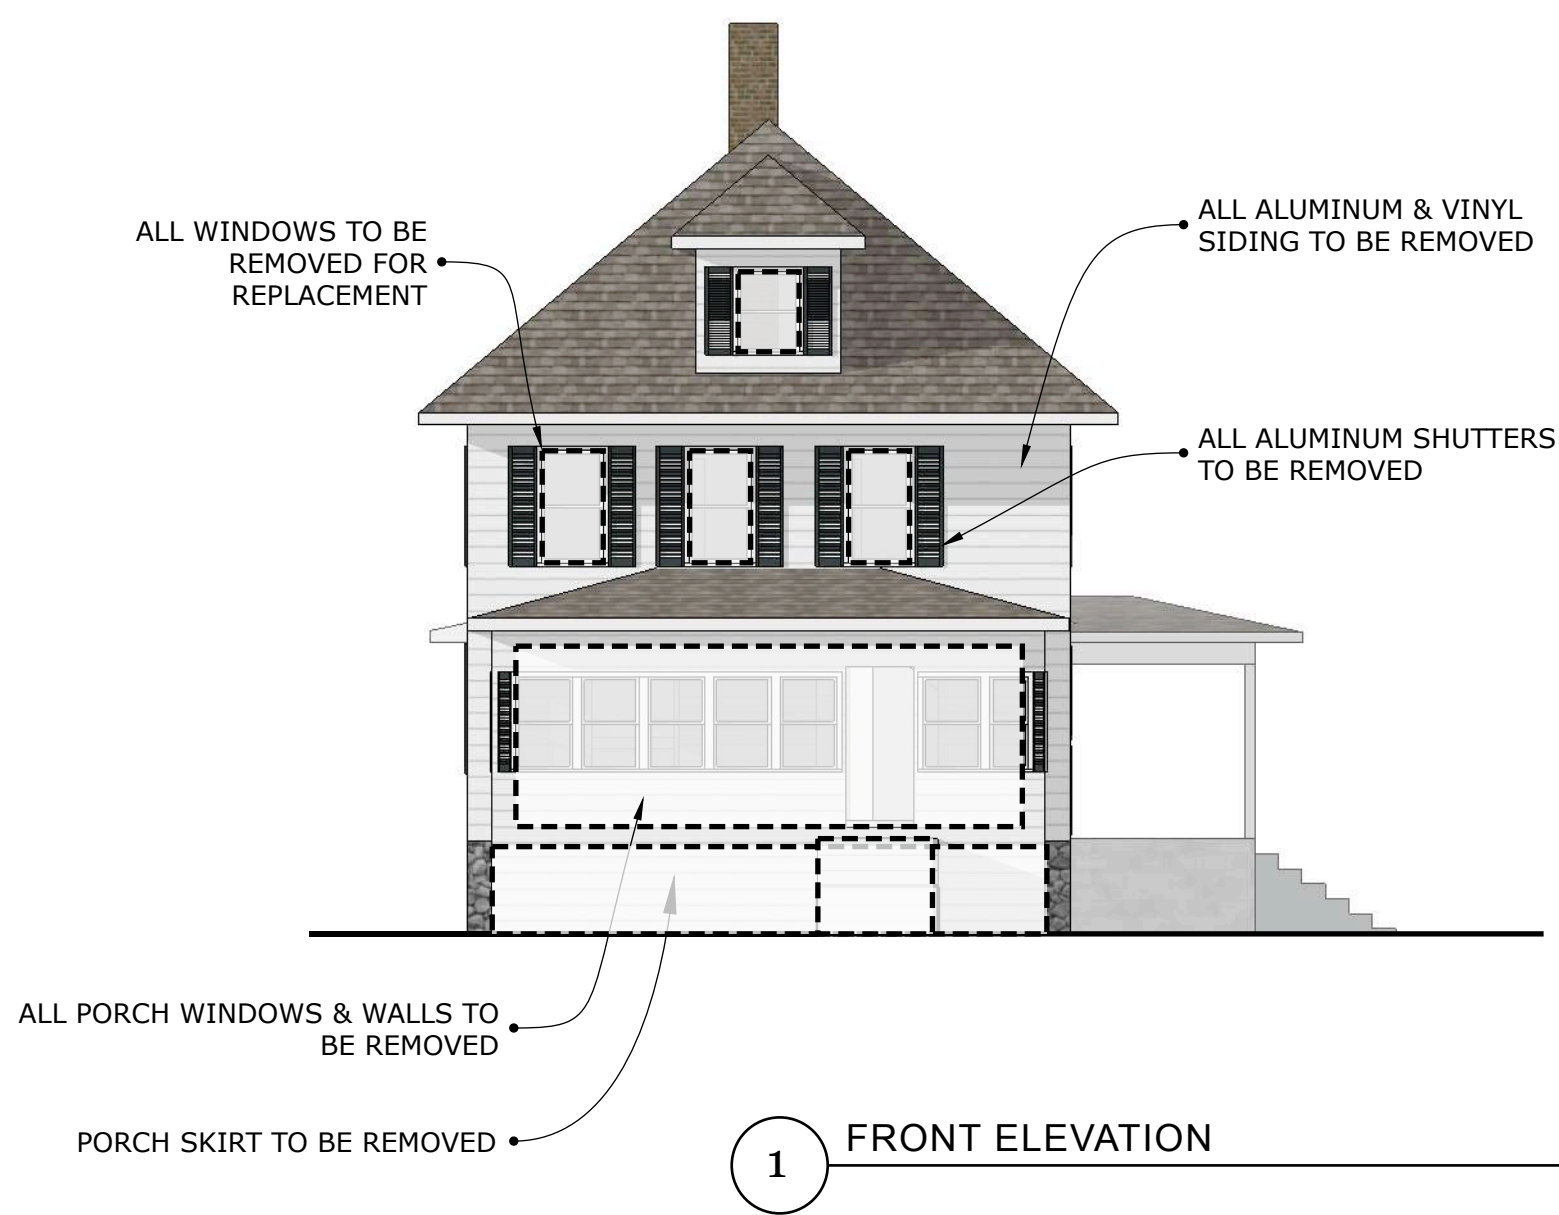 ALL WINDOWS TO BE
REMOVED FOR
REPLACEMENT
ALL ALUMINUM & VINYL
SIDING TO BE REMOVED
ALL ALUMINUM SHUTTERS
TO BE REMOVED
ALL PORCH WINDOWS & WALLS TO
BE REMOVED
PORCH SKIRT TO BE REMOVED
1
FRONT ELEVATION